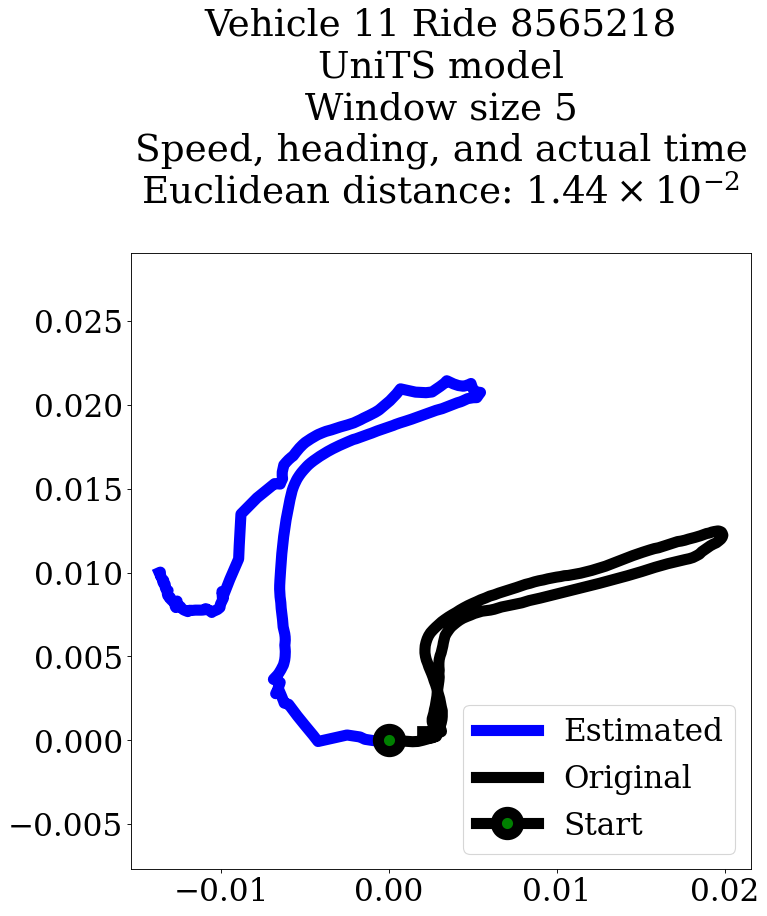 Vehicle 11 Ride 8565218
UniTS model
Window size 5
Speed, heading, and actual time
Euclidean distance: 1.44 × 10⁻²
0.025
0.020
0.015
0.010
0.005
0.000
−0.005
Estimated
Original
Start
−0.01 0.00 0.01 0.02